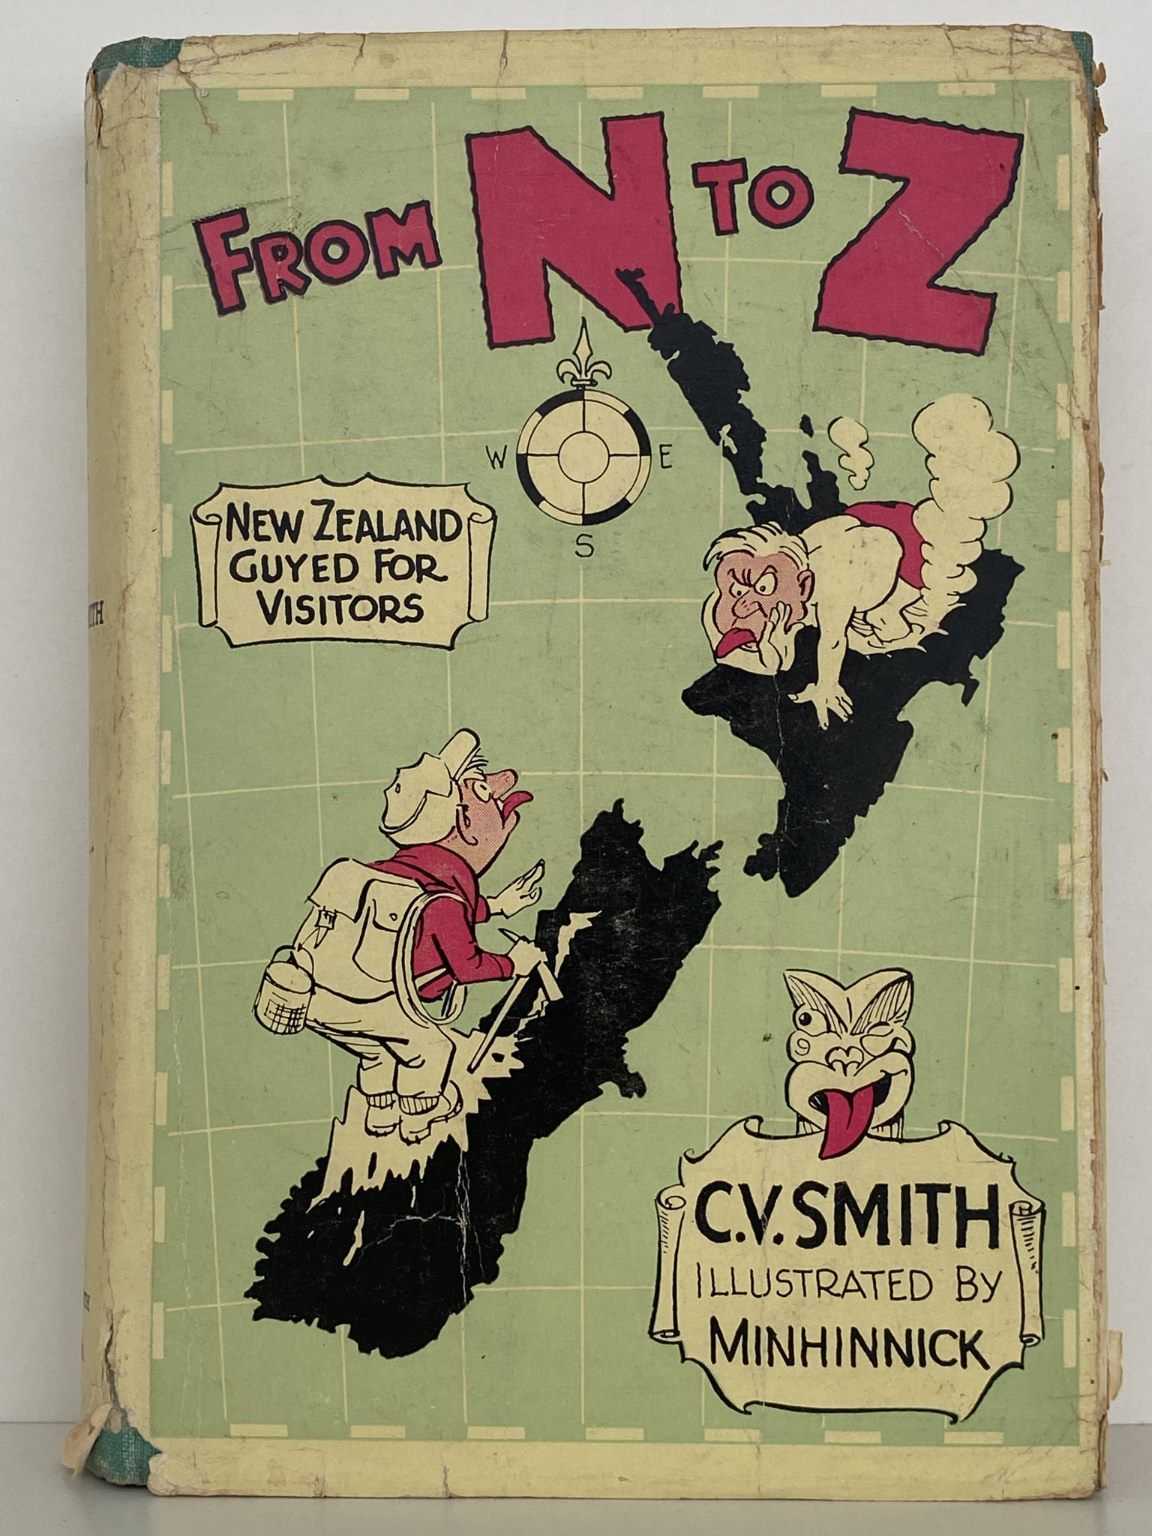 FROM N TO Z
W E
S
NEW ZEALAND
GUYED FOR
VISITORS
C.V. SMITH
ILLUSTRATED BY
MINHINNICK